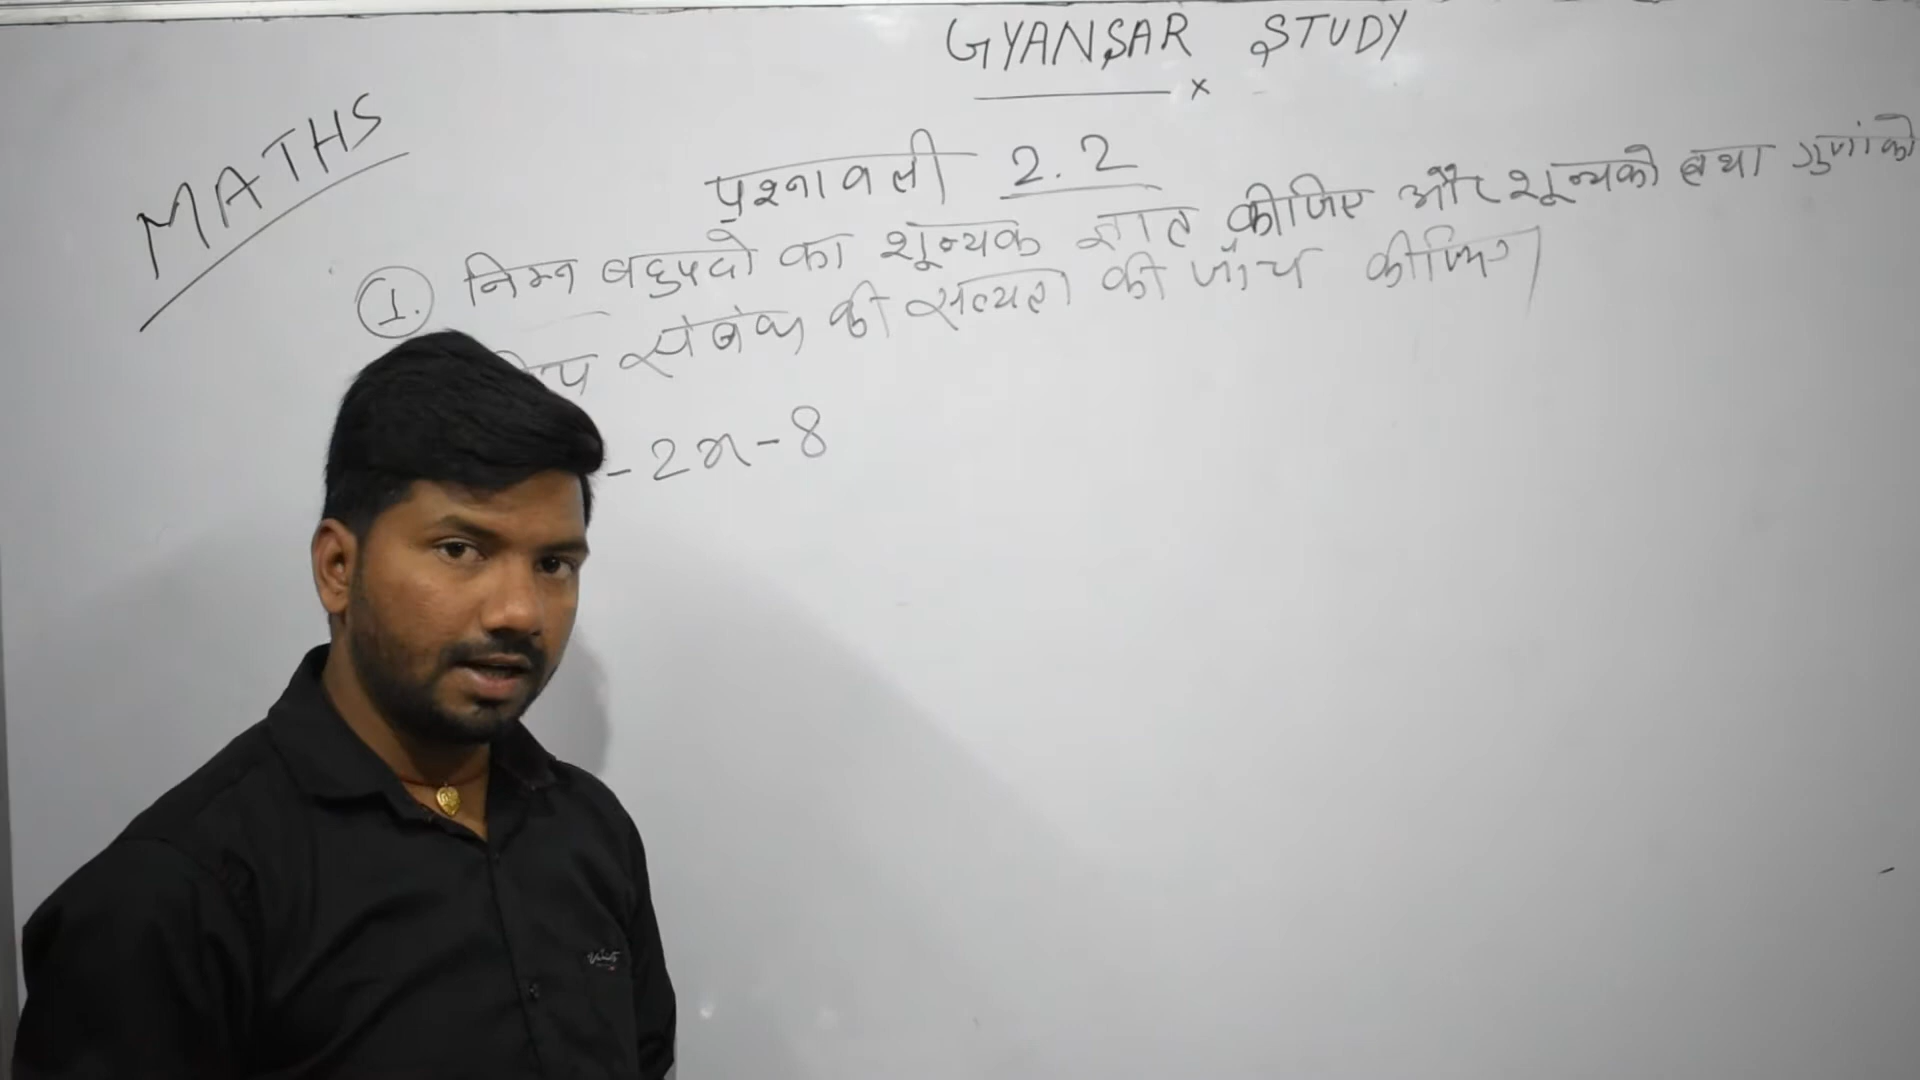 GYANSAR STUDY
x
MATHS
प्रश्नावली 2.2
1. निम्न बहुपदो का शून्यक ज्ञात कीजिए और शून्यको तथा गुणांको
संबंध की सत्यता की जाँच कीजिए।
-2x-8